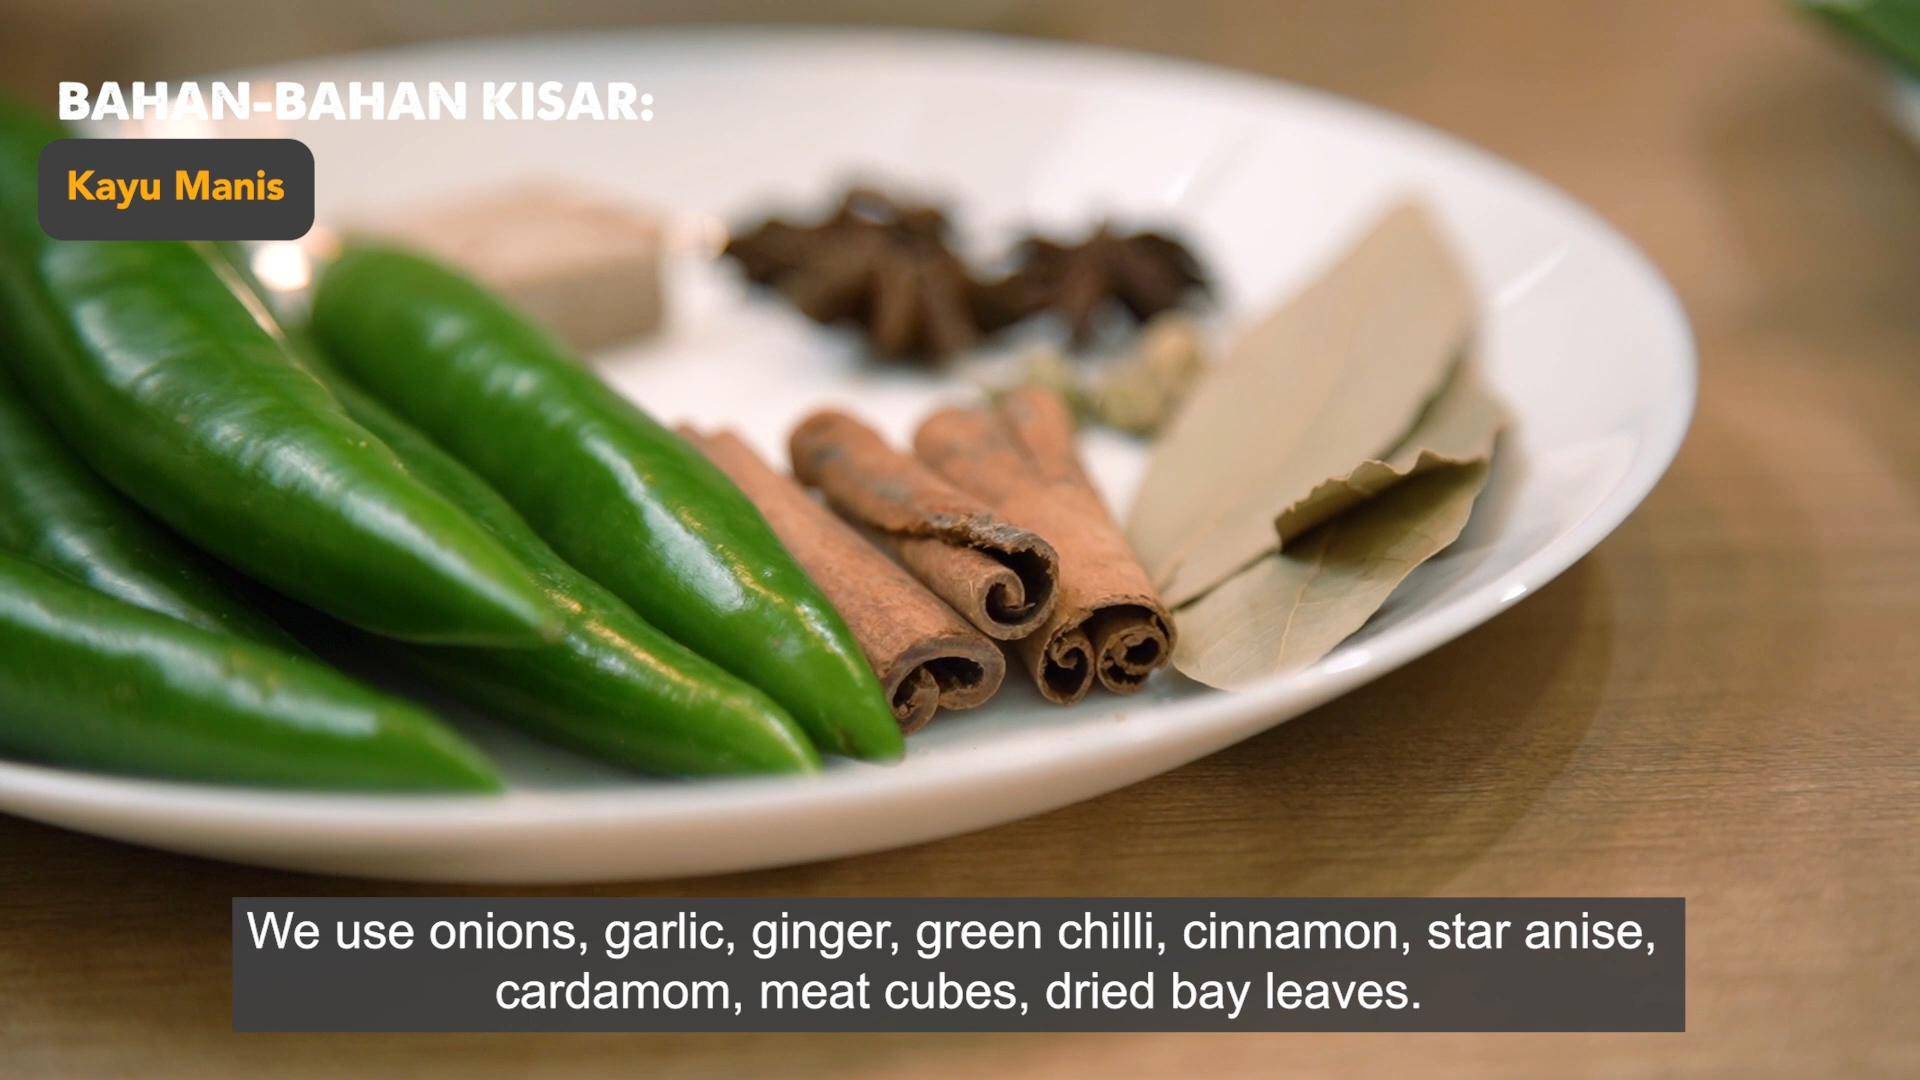 BAHAN-BAHAN KISAR:
Kayu Manis
We use onions, garlic, ginger, green chilli, cinnamon, star anise,
cardamom, meat cubes, dried bay leaves.